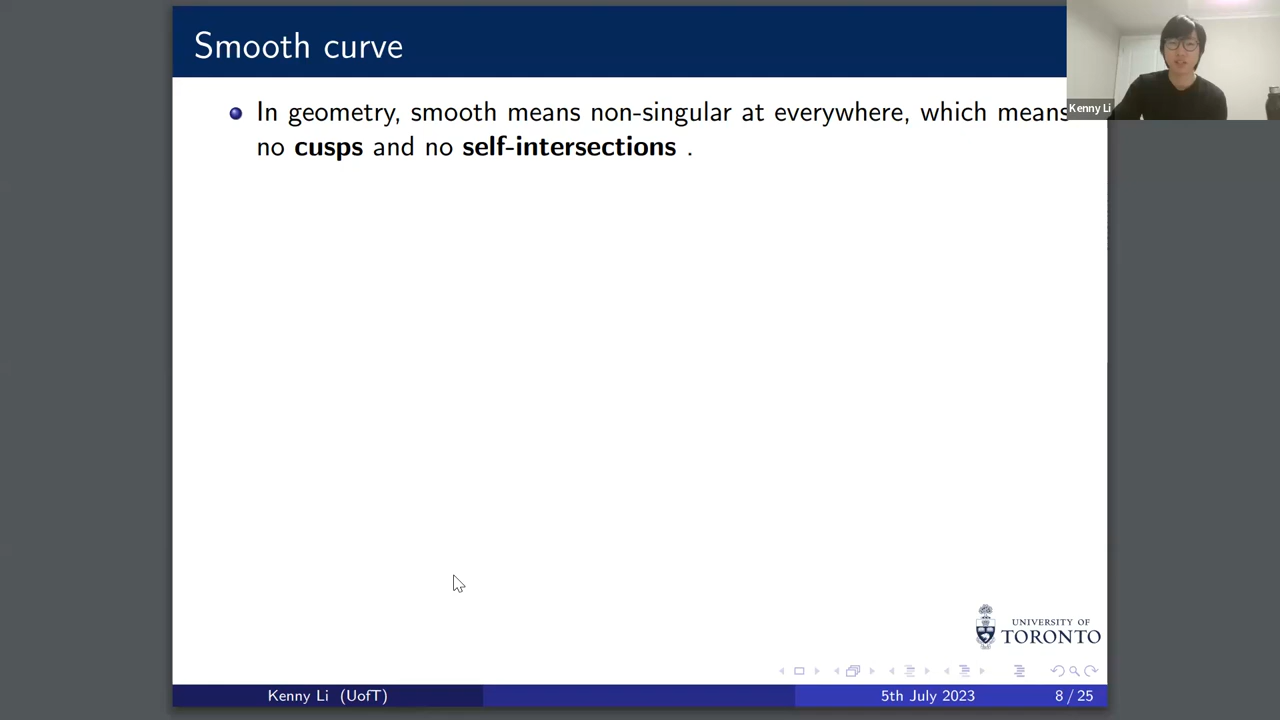 Smooth curve
In geometry, smooth means non-singular at everywhere, which means
no cusps and no self-intersections .
Kenny Li
UNIVERSITY OF
TORONTO
Kenny Li (UofT)
5th July 2023
8 / 25